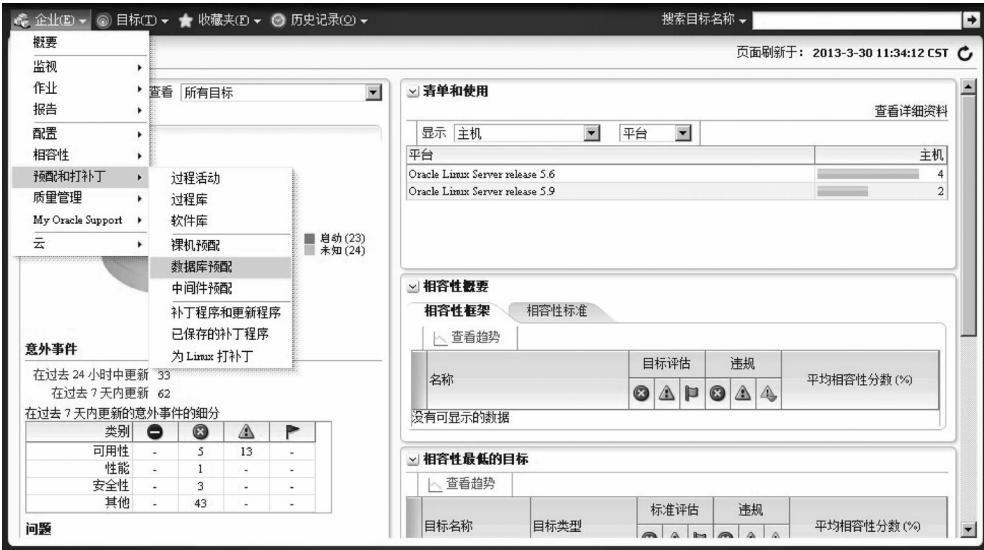 企业(E) 目标(T) 收藏夹(F) 历史记录(O) 搜索目标名称
页面刷新于： 2013-3-30 11:34:12 CST
概要
监视
作业
报告
配置
相容性
预配和打补丁
质量管理
My Oracle Support
云
过程活动
过程库
软件库
裸机预配
数据库预配
中间件预配
补丁程序和更新程序
已保存的补丁程序
为 Linux 打补丁
查看 所有目标
启动 (23)
未知 (24)
意外事件
在过去 24 小时中更新 33
在过去 7 天内更新 62
在过去 7 天内更新的意外事件的细分
类别
可用性 - 5 13 -
性能 - 1 - -
安全性 - 3 - -
其他 - 43 - -
问题
清单和使用
查看详细资料
显示 主机 平台
平台 主机
Oracle Linux Server release 5.6 4
Oracle Linux Server release 5.9 2
相容性概要
相容性框架 相容性标准
查看趋势
名称 目标评估 违规 平均相容性分数 (%)
没有可显示的数据
相容性最低的目标
查看趋势
目标名称 目标类型 标准评估 违规 平均相容性分数 (%)